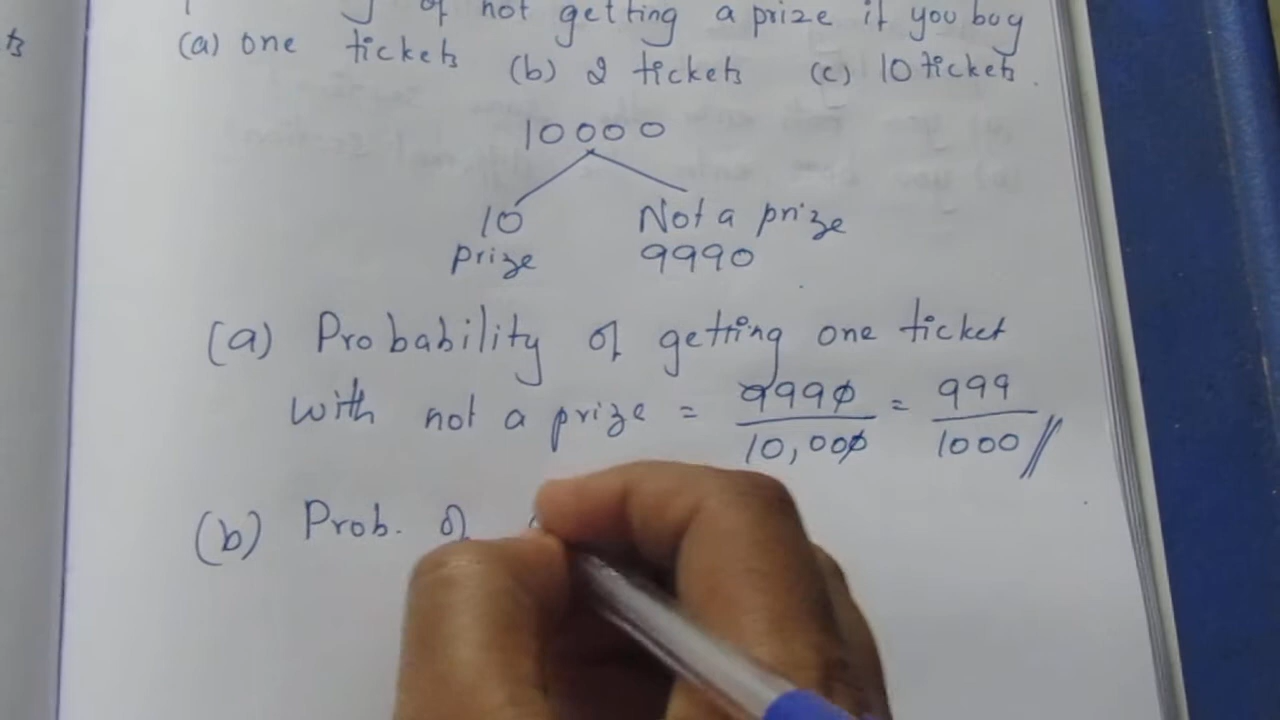 of not getting a prize if you buy
(a) one tickets (b) 2 tickets (c) 10 tickets.
10000
10 Not a prize
prize 9990
(a) Probability of getting one ticket
with not a prize = 9990/10,000 = 999/1000 //
(b) Prob. of